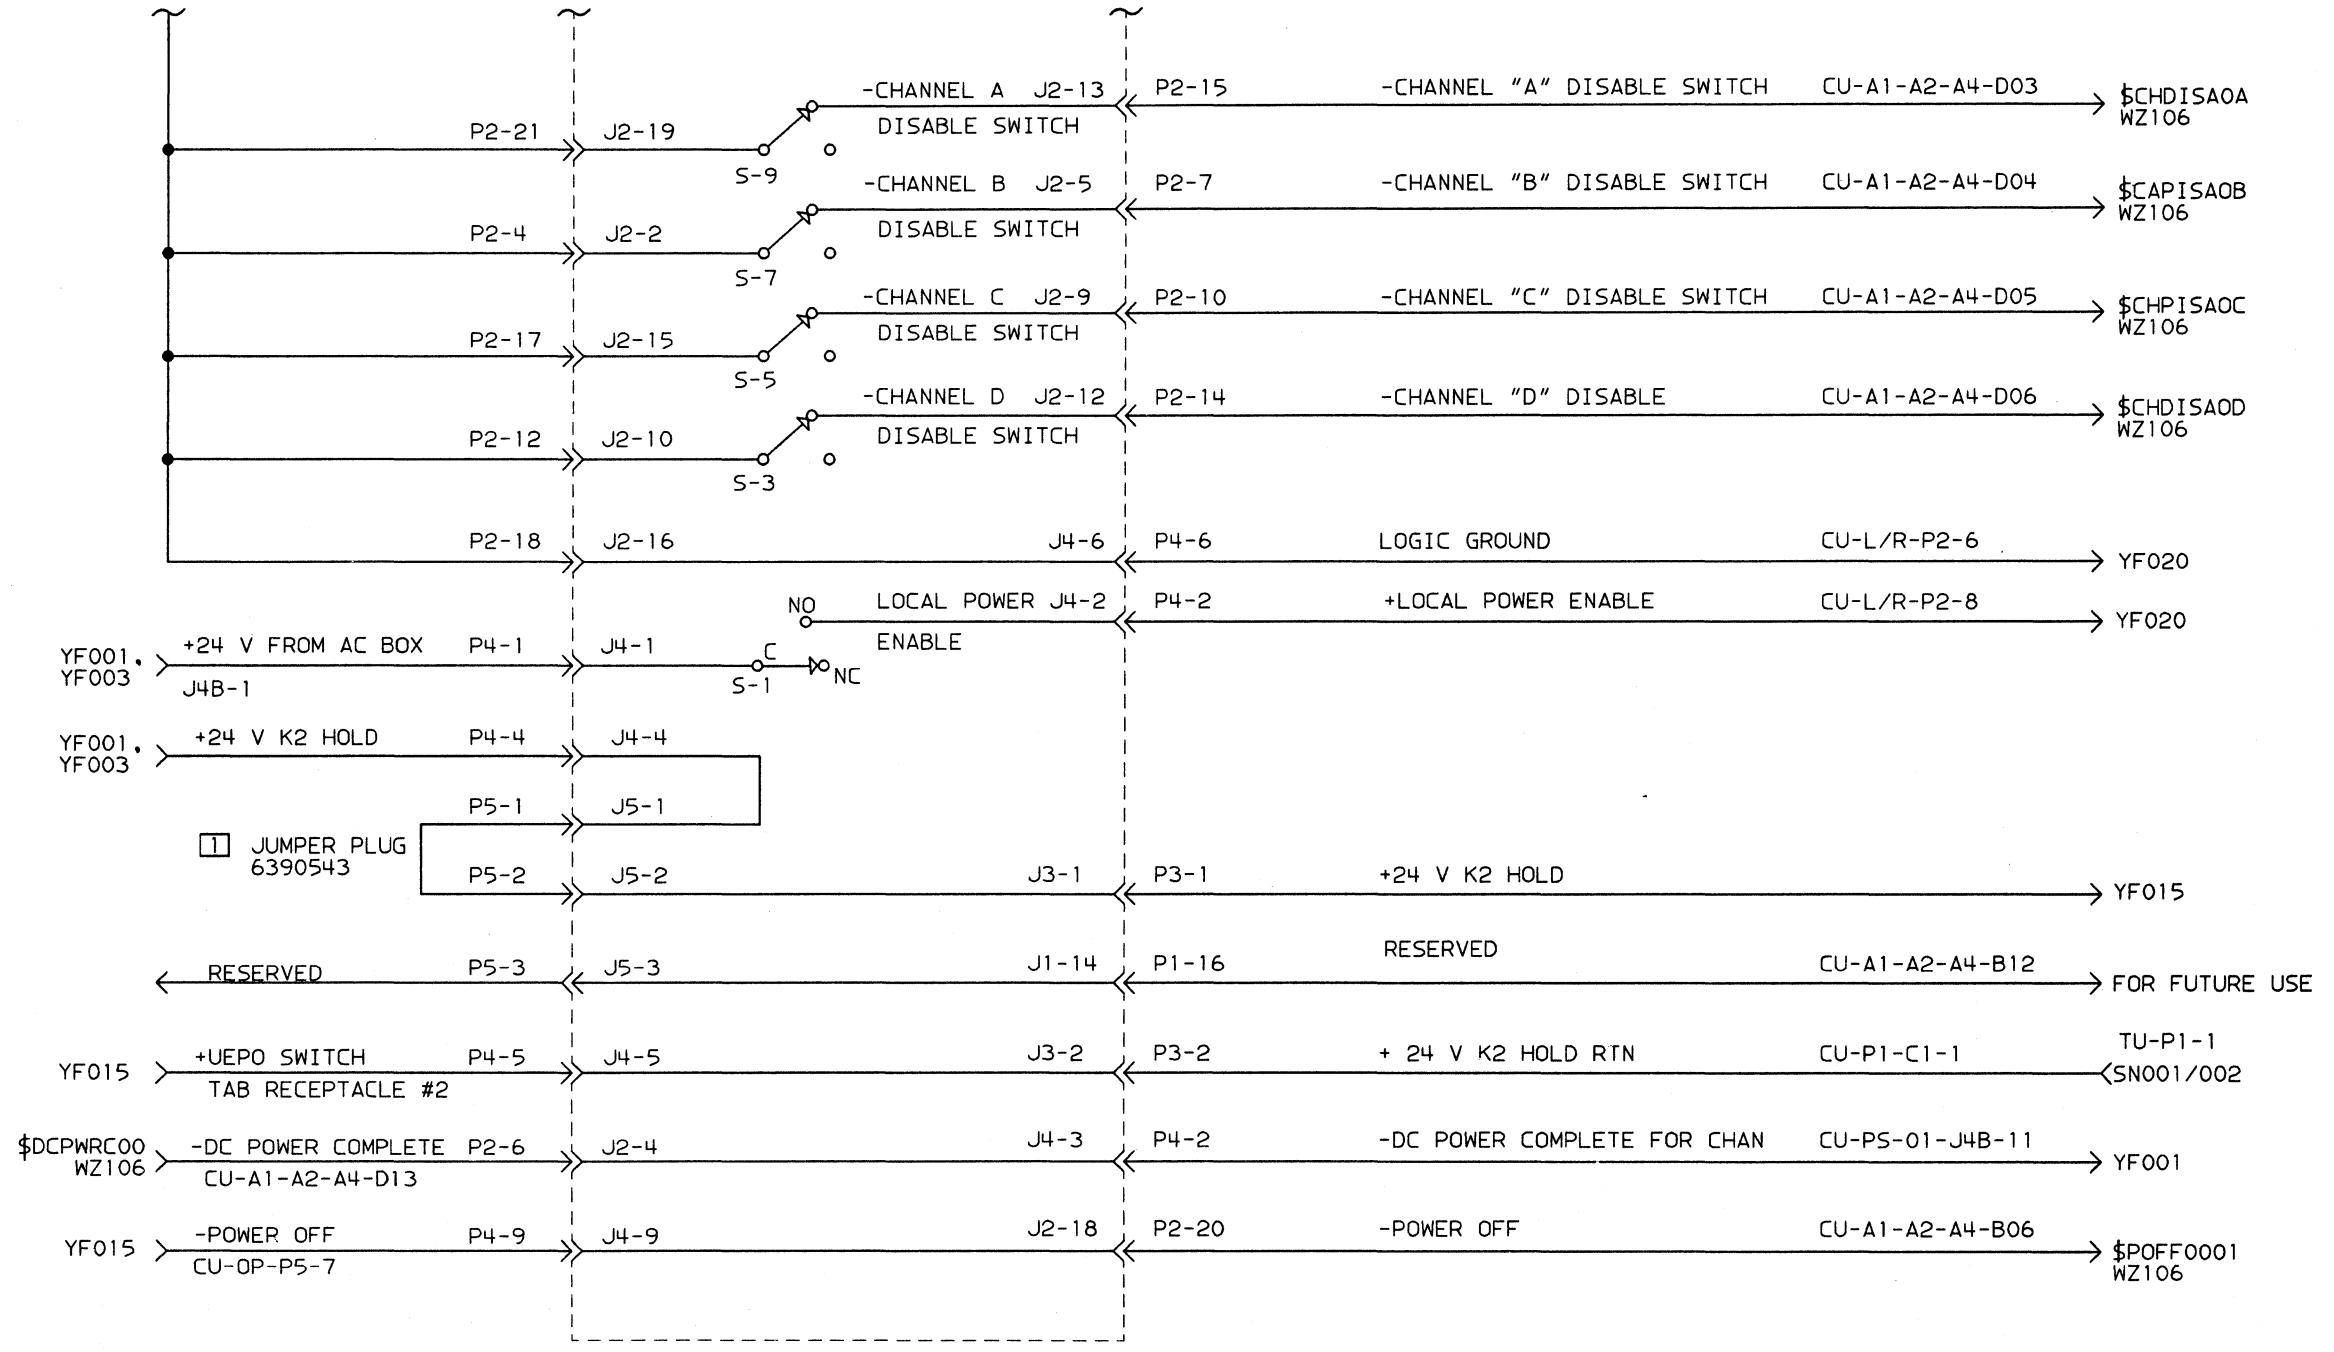 -CHANNEL A J2-13 P2-15 -CHANNEL "A" DISABLE SWITCH CU-A1-A2-A4-D03 $CHDISA0A
WZ106
P2-21 J2-19 DISABLE SWITCH
S-9
-CHANNEL B J2-5 P2-7 -CHANNEL "B" DISABLE SWITCH CU-A1-A2-A4-D04 $CAPISA0B
WZ106
P2-4 J2-2 DISABLE SWITCH
S-7
-CHANNEL C J2-9 P2-10 -CHANNEL "C" DISABLE SWITCH CU-A1-A2-A4-D05 $CHPISA0C
WZ106
P2-17 J2-15 DISABLE SWITCH
S-5
-CHANNEL D J2-12 P2-14 -CHANNEL "D" DISABLE CU-A1-A2-A4-D06 $CHDISA0D
WZ106
P2-12 J2-10 DISABLE SWITCH
S-3
P2-18 J2-16 J4-6 P4-6 LOGIC GROUND CU-L/R-P2-6 YF020
NO LOCAL POWER J4-2 P4-2 +LOCAL POWER ENABLE CU-L/R-P2-8 YF020
ENABLE
YF001, +24 V FROM AC BOX P4-1 J4-1 C
YF003 J4B-1 S-1 NC
YF001, +24 V K2 HOLD P4-4 J4-4
YF003
P5-1 J5-1
1 JUMPER PLUG
6390543
P5-2 J5-2 J3-1 P3-1 +24 V K2 HOLD YF015
RESERVED
RESERVED P5-3 J5-3 J1-14 P1-16 CU-A1-A2-A4-B12 FOR FUTURE USE
TU-P1-1
YF015 +UEPO SWITCH P4-5 J4-5 J3-2 P3-2 + 24 V K2 HOLD RTN CU-P1-C1-1 SN001/002
TAB RECEPTACLE #2
$DCPWRC00 -DC POWER COMPLETE P2-6 J2-4 J4-3 P4-2 -DC POWER COMPLETE FOR CHAN CU-PS-01-J4B-11 YF001
WZ106 CU-A1-A2-A4-D13
YF015 -POWER OFF P4-9 J4-9 J2-18 P2-20 -POWER OFF CU-A1-A2-A4-B06 $POFF0001
CU-OP-P5-7 WZ106